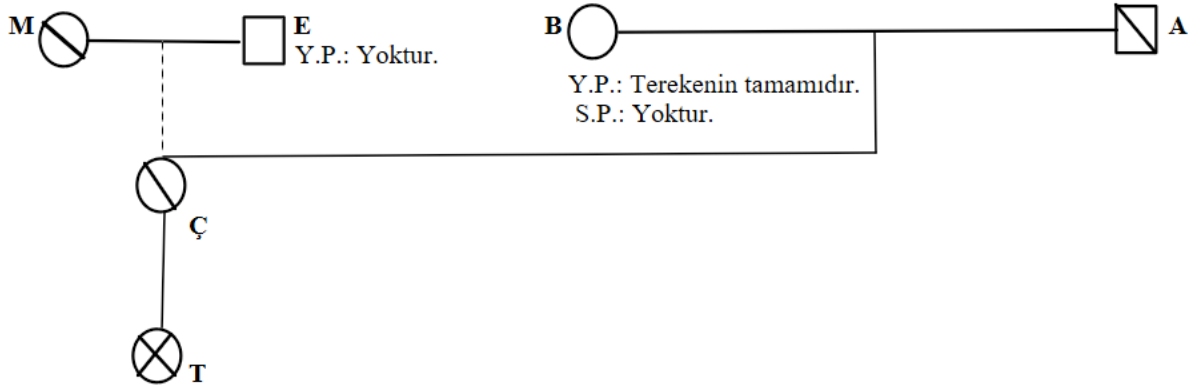 M
E
Y.P.: Yoktur.
B
A
Y.P.: Terekenin tamamıdır.
S.P.: Yoktur.
Ç
T